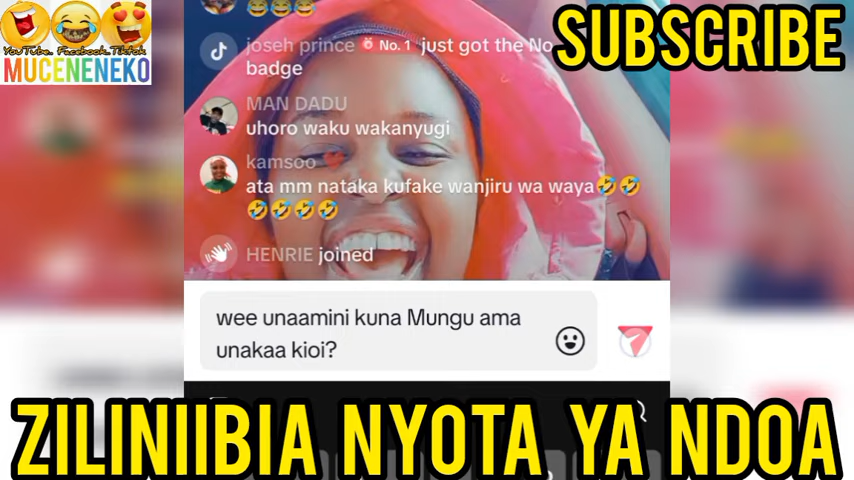 YouTube. Facebook. Tiktok
MUCENENEKO
SUBSCRIBE
joseh prince No. 1 just got the No
badge
MAN DADU
uhoro waku wakanyugi
kamsoo
ata mm nataka kufake wanjiru wa waya🤣🤣
🤣🤣🤣🤣
HENRIE joined
wee unaamini kuna Mungu ama
unakaa kioi?
ZILINIIBIA NYOTA YA NDOA